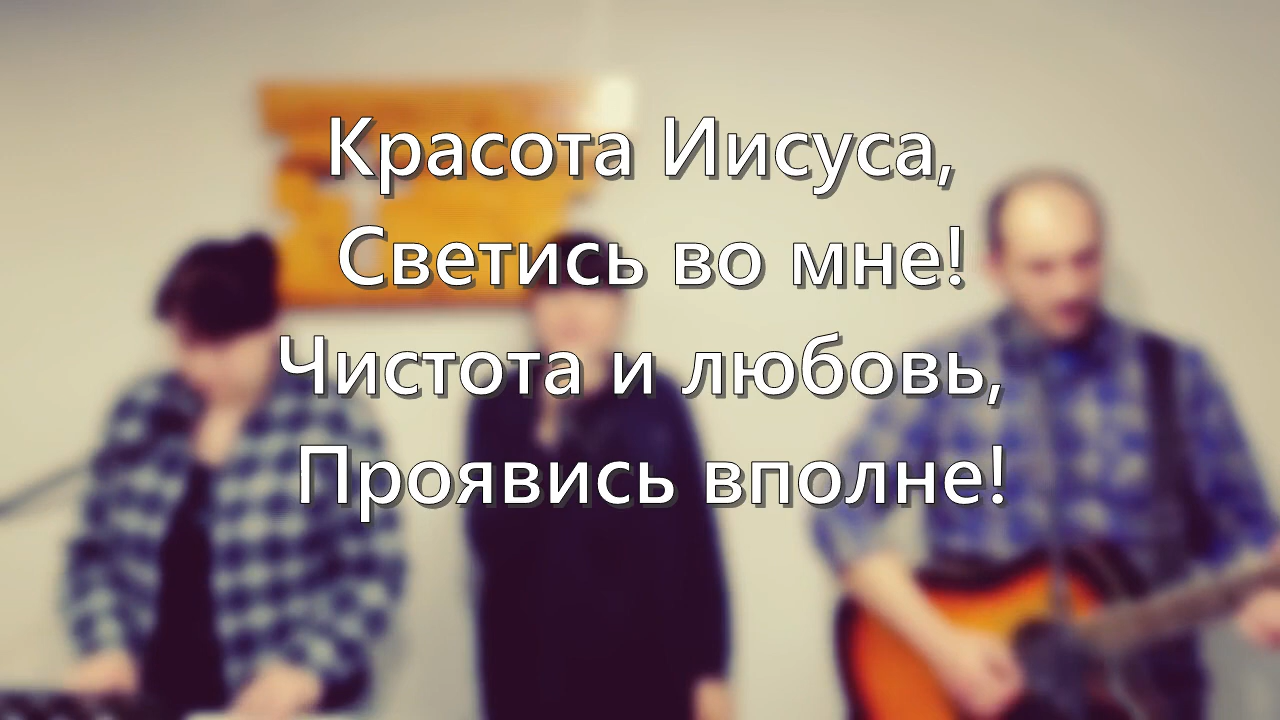 Красота Иисуса,
Светись во мне!
Чистота и любовь,
Проявись вполне!